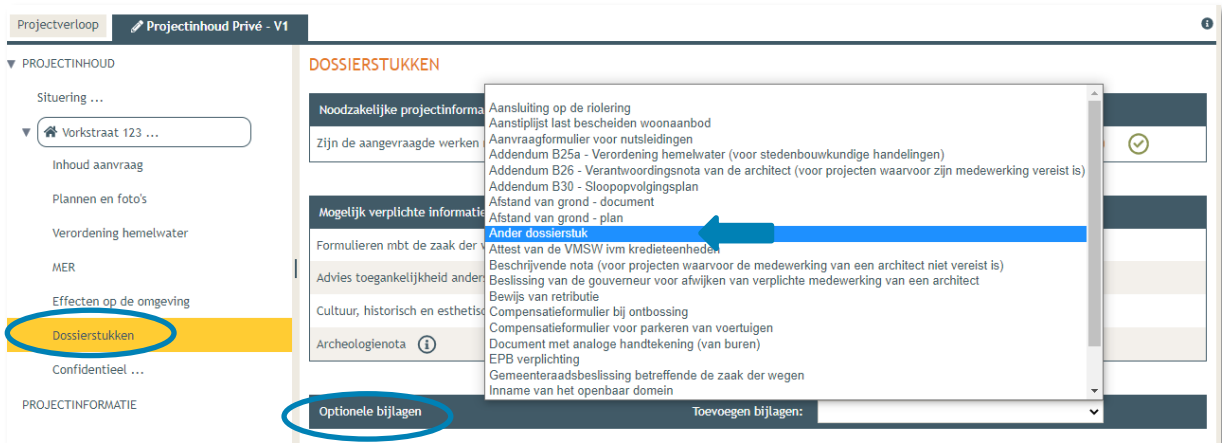 Projectverloop
Projectinhoud Privé - V1
PROJECTINHOUD
Situering ...
Vorkstraat 123 ...
Inhoud aanvraag
Plannen en foto's
Verordening hemelwater
MER
Effecten op de omgeving
Dossierstukken
Confidentieel ...
PROJECTINFORMATIE
DOSSIERSTUKKEN
Noodzakelijke projectinforma
Zijn de aangevraagde werken
Mogelijk verplichte informatie
Formulieren mbt de zaak der
Advies toegankelijkheid anders
Cultuur, historisch en esthetisc
Archeologienota
Aansluiting op de riolering
Aanstiplijst last bescheiden woonaanbod
Aanvraagformulier voor nutsleidingen
Addendum B25a - Verordening hemelwater (voor stedenbouwkundige handelingen)
Addendum B26 - Verantwoordingsnota van de architect (voor projecten waarvoor zijn medewerking vereist is)
Addendum B30 - Sloopopvolgingsplan
Afstand van grond - document
Afstand van grond - plan
Ander dossierstuk
Attest van de VMSW ivm kredieteenheden
Beschrijvende nota (voor projecten waarvoor de medewerking van een architect niet vereist is)
Beslissing van de gouverneur voor afwijken van verplichte medewerking van een architect
Bewijs van retributie
Compensatieformulier bij ontbossing
Compensatieformulier voor parkeren van voertuigen
Document met analoge handtekening (van buren)
EPB verplichting
Gemeenteraadsbeslissing betreffende de zaak der wegen
Inname van het openbaar domein
Optionele bijlagen
Toevoegen bijlagen: